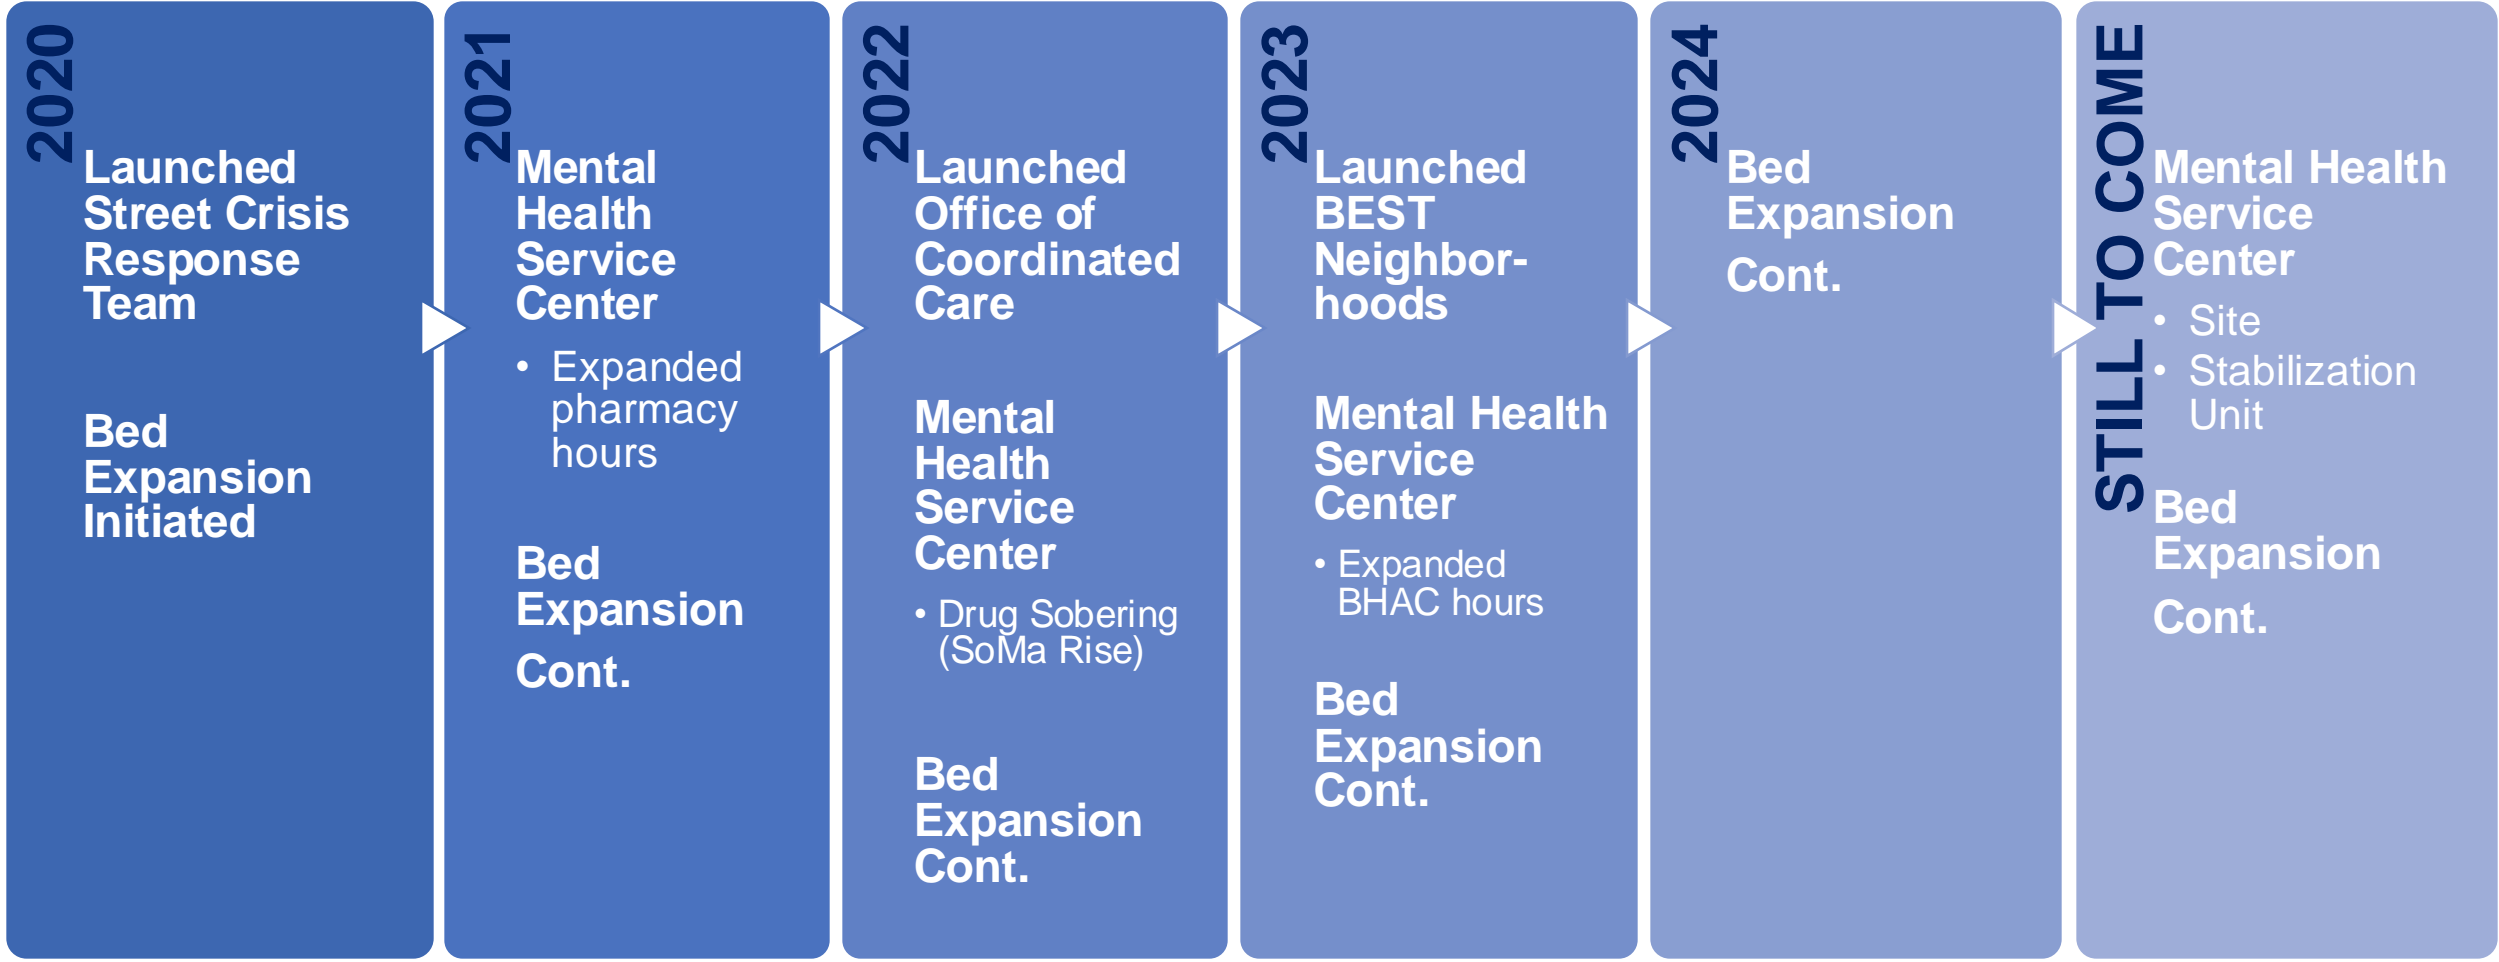 2020
Launched
Street Crisis
Response
Team
Bed
Expansion
Initiated
2021
Mental
Health
Service
Center
• Expanded
pharmacy
hours
Bed
Expansion
Cont.
2022
Launched
Office of
Coordinated
Care
Mental
Health
Service
Center
• Drug Sobering
(SoMa Rise)
Bed
Expansion
Cont.
2023
Launched
BEST
Neighbor-
hoods
Mental Health
Service
Center
• Expanded
BHAC hours
Bed
Expansion
Cont.
2024
Bed
Expansion
Cont.
STILL TO COME
Mental Health
Service
Center
• Site
• Stabilization
Unit
Bed
Expansion
Cont.